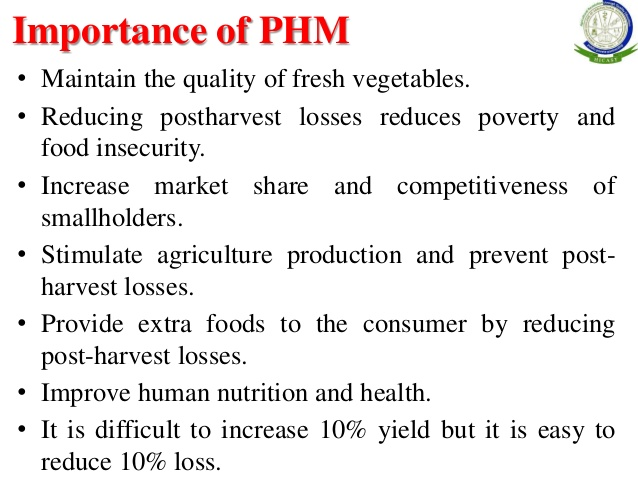 Importance of PHM
• Maintain the quality of fresh vegetables.
• Reducing postharvest losses reduces poverty and
food insecurity.
• Increase market share and competitiveness of
smallholders.
• Stimulate agriculture production and prevent post-
harvest losses.
• Provide extra foods to the consumer by reducing
post-harvest losses.
• Improve human nutrition and health.
• It is difficult to increase 10% yield but it is easy to
reduce 10% loss.